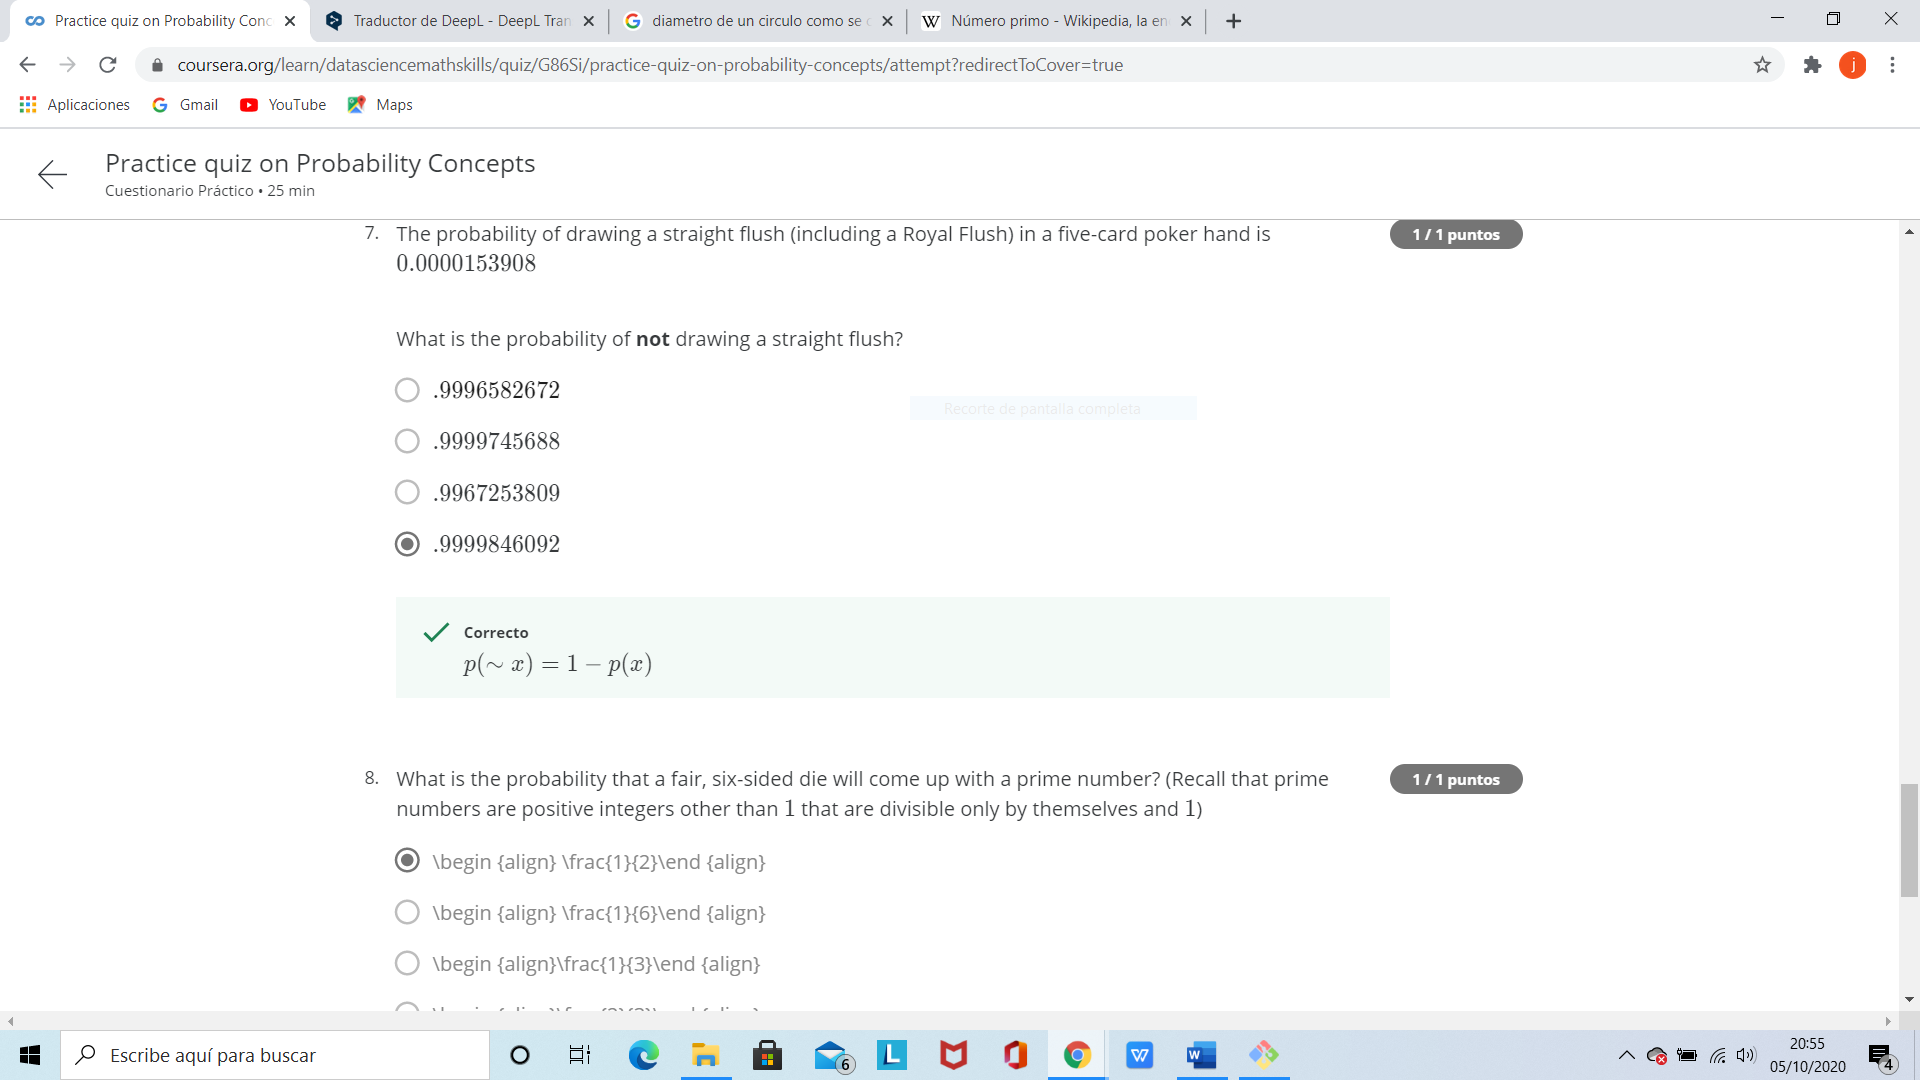 Practice quiz on Probability Conc
Traductor de DeepL - DeepL Tran
diametro de un circulo como se c
Número primo - Wikipedia, la en
coursera.org/learn/datasciencemathskills/quiz/G86Si/practice-quiz-on-probability-concepts/attempt?redirectToCover=true
j
Aplicaciones
Gmail
YouTube
Maps
Practice quiz on Probability Concepts
Cuestionario Práctico • 25 min
7. The probability of drawing a straight flush (including a Royal Flush) in a five-card poker hand is
0.0000153908
1 / 1 puntos
What is the probability of not drawing a straight flush?
.9996582672
Recorte de pantalla completa
.9999745688
.9967253809
.9999846092
Correcto
p(∼ x) = 1 − p(x)
8. What is the probability that a fair, six-sided die will come up with a prime number? (Recall that prime
numbers are positive integers other than 1 that are divisible only by themselves and 1)
1 / 1 puntos
\begin {align} \frac{1}{2}\end {align}
\begin {align} \frac{1}{6}\end {align}
\begin {align}\frac{1}{3}\end {align}
Escribe aquí para buscar
6
L
W
20:55
05/10/2020
4